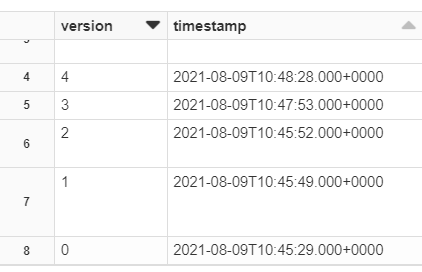 version timestamp
4 4 2021-08-09T10:48:28.000+0000
5 3 2021-08-09T10:47:53.000+0000
6 2 2021-08-09T10:45:52.000+0000
7 1 2021-08-09T10:45:49.000+0000
8 0 2021-08-09T10:45:29.000+0000